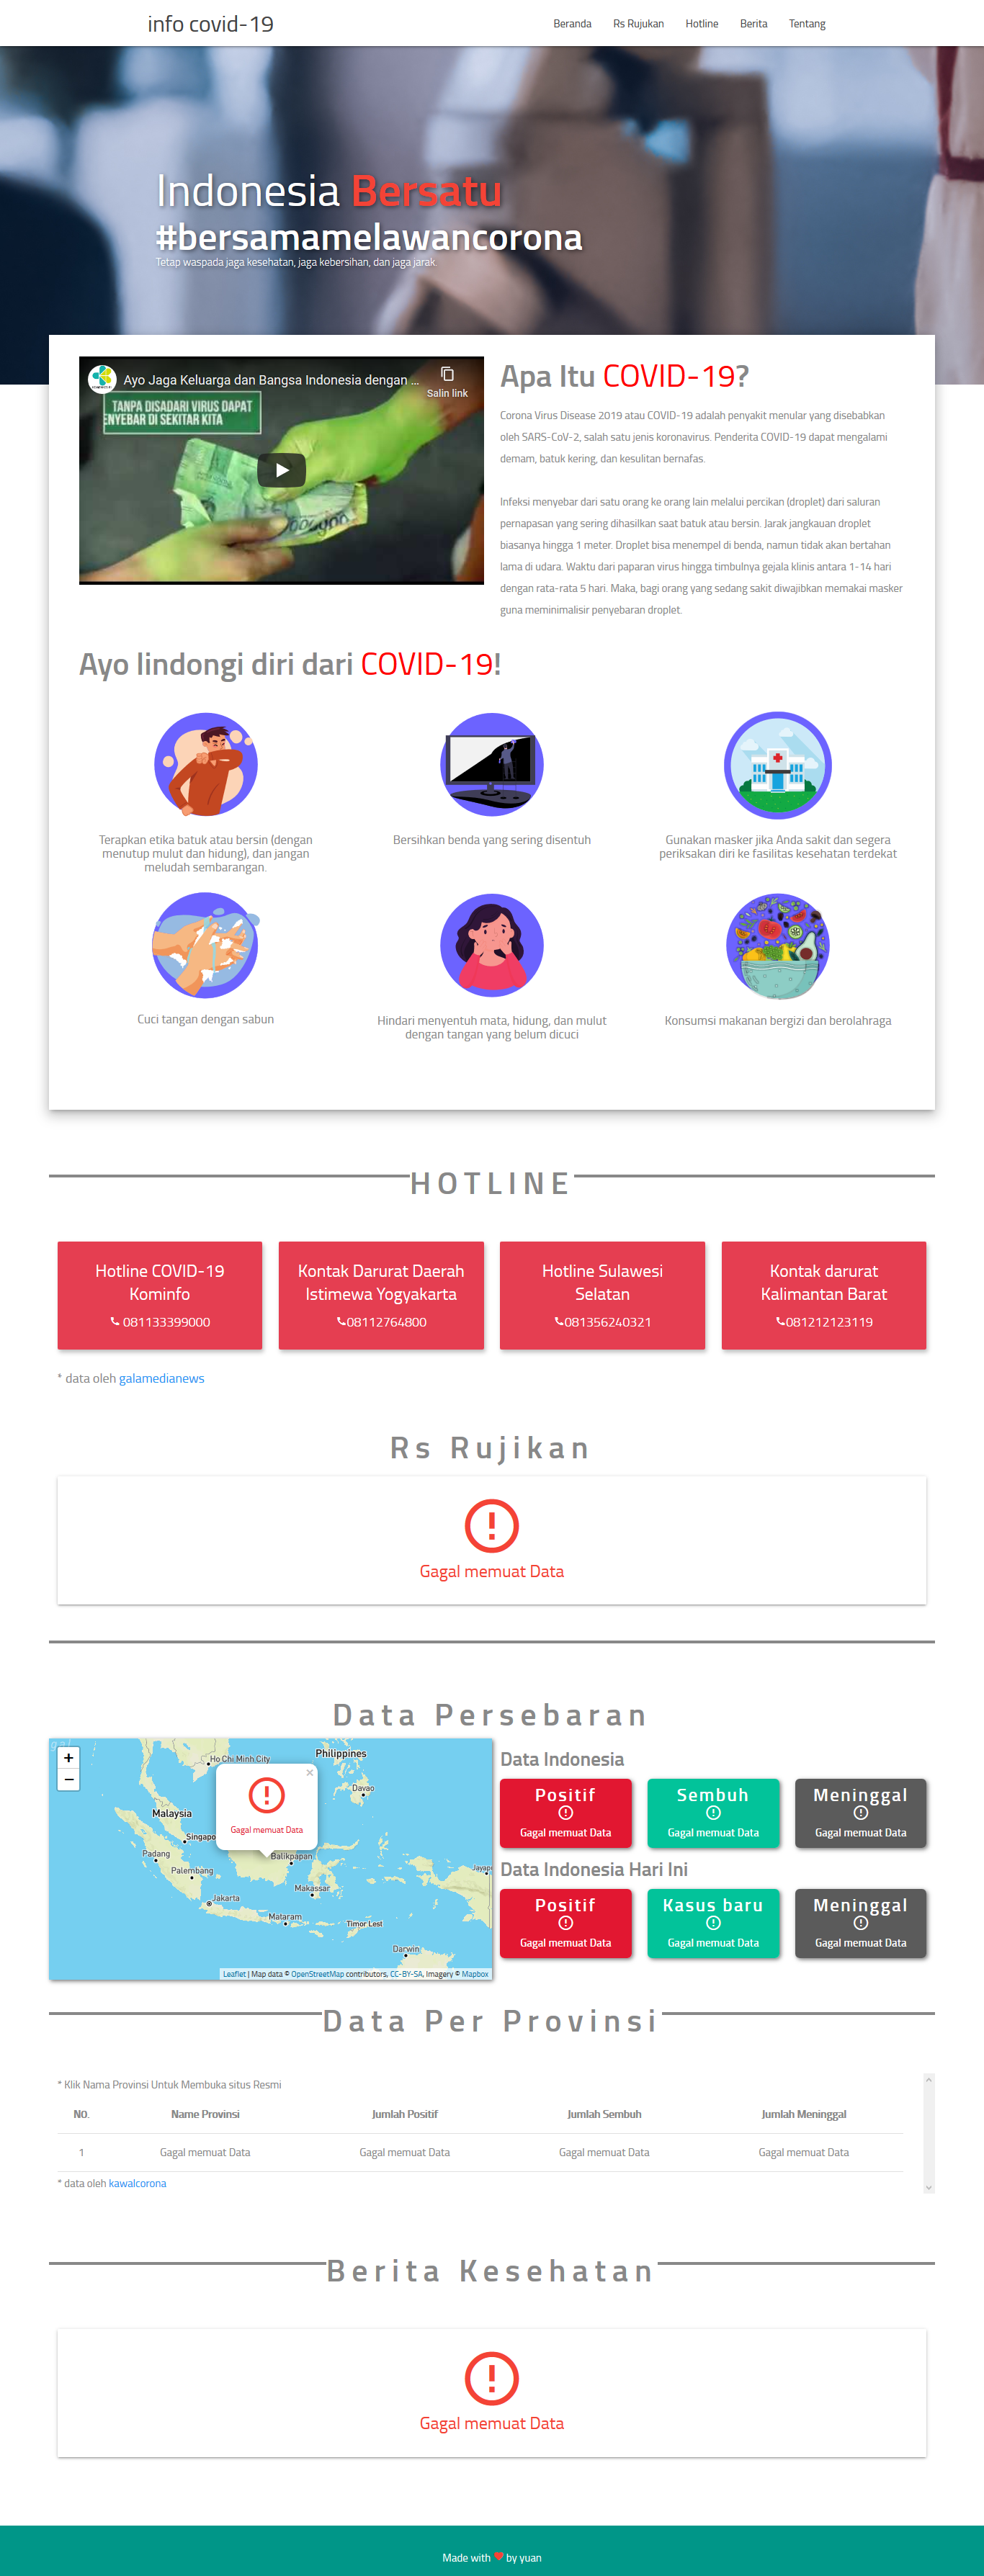 info covid-19
Beranda Rs Rujukan Hotline Berita Tentang
Indonesia Bersatu
#bersamamelawancorona
Tetap waspada jaga kesehatan, jaga kebersihan, dan jaga jarak.
Ayo Jaga Keluarga dan Bangsa Indonesia dengan ...
Salin link
TANPA DISADARI VIRUS DAPAT
ENYEBAR DI SEKITAR KITA
Apa Itu COVID-19?
Corona Virus Disease 2019 atau COVID-19 adalah penyakit menular yang disebabkan
oleh SARS-CoV-2, salah satu jenis koronavirus. Penderita COVID-19 dapat mengalami
demam, batuk kering, dan kesulitan bernafas.
Infeksi menyebar dari satu orang ke orang lain melalui percikan (droplet) dari saluran
pernapasan yang sering dihasilkan saat batuk atau bersin. Jarak jangkauan droplet
biasanya hingga 1 meter. Droplet bisa menempel di benda, namun tidak akan bertahan
lama di udara. Waktu dari paparan virus hingga timbulnya gejala klinis antara 1-14 hari
dengan rata-rata 5 hari. Maka, bagi orang yang sedang sakit diwajibkan memakai masker
guna meminimalisir penyebaran droplet.
Ayo lindongi diri dari COVID-19!
Terapkan etika batuk atau bersin (dengan
menutup mulut dan hidung), dan jangan
meludah sembarangan.
Bersihkan benda yang sering disentuh
Gunakan masker jika Anda sakit dan segera
periksakan diri ke fasilitas kesehatan terdekat
Cuci tangan dengan sabun
Hindari menyentuh mata, hidung, dan mulut
dengan tangan yang belum dicuci
Konsumsi makanan bergizi dan berolahraga
HOTLINE
Hotline COVID-19
Kominfo
081133399000
Kontak Darurat Daerah
Istimewa Yogyakarta
08112764800
Hotline Sulawesi
Selatan
081356240321
Kontak darurat
Kalimantan Barat
081212123119
* data oleh galamedianews
Rs Rujikan
Gagal memuat Data
Data Persebaran
+
−
Ho Chi Minh City
Philippines
Davao
Malaysia
Singapo
Padang
Palembang
Balikpapan
Jayap
Makassar
Jakarta
Mataram
Timor Lest
Darwin
×
Gagal memuat Data
Leaflet | Map data © OpenStreetMap contributors, CC-BY-SA, Imagery © Mapbox
Data Indonesia
Positif
Gagal memuat Data
Sembuh
Gagal memuat Data
Meninggal
Gagal memuat Data
Data Indonesia Hari Ini
Positif
Gagal memuat Data
Kasus baru
Gagal memuat Data
Meninggal
Gagal memuat Data
Data Per Provinsi
* Klik Nama Provinsi Untuk Membuka situs Resmi
NO. Name Provinsi Jumlah Positif Jumlah Sembuh Jumlah Meninggal
1 Gagal memuat Data Gagal memuat Data Gagal memuat Data Gagal memuat Data
* data oleh kawalcorona
Berita Kesehatan
Gagal memuat Data
Made with ❤ by yuan